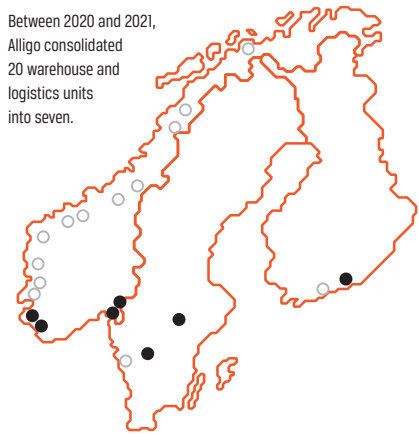 Between 2020 and 2021,
Alligo consolidated
20 warehouse and
logistics units
into seven.